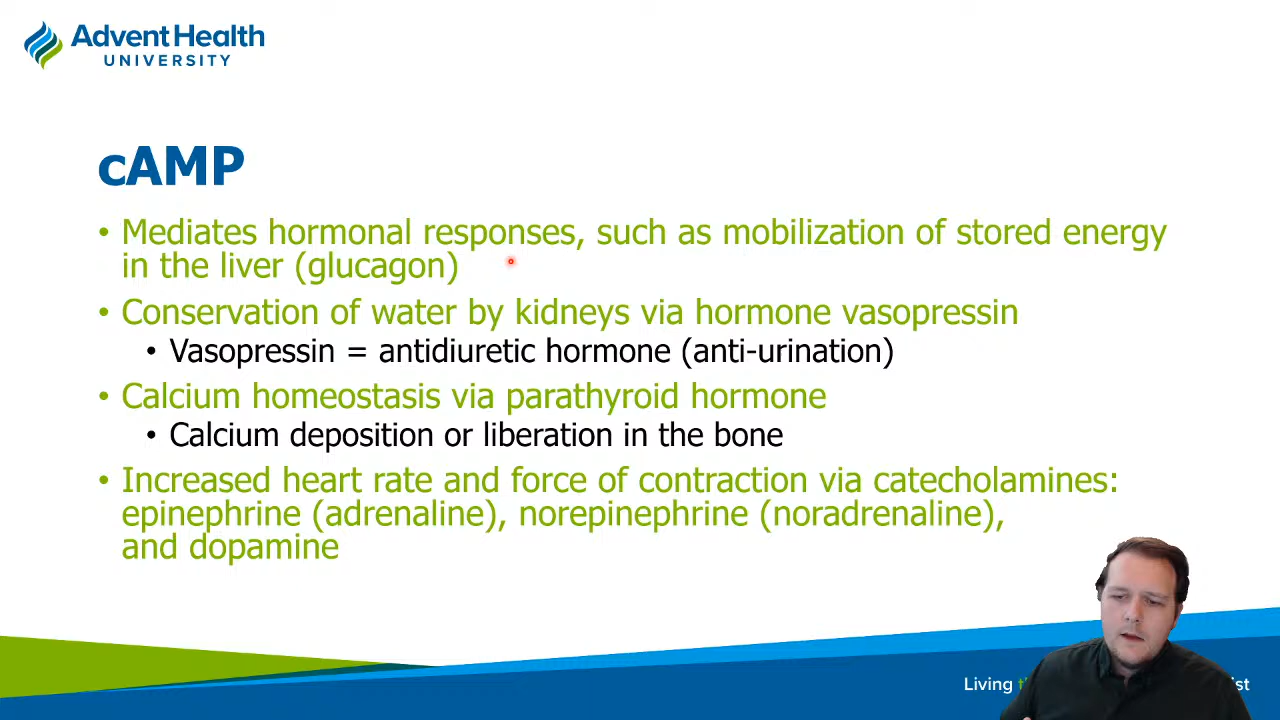 AdventHealth
UNIVERSITY
cAMP
• Mediates hormonal responses, such as mobilization of stored energy
in the liver (glucagon)
• Conservation of water by kidneys via hormone vasopressin
• Vasopressin = antidiuretic hormone (anti-urination)
• Calcium homeostasis via parathyroid hormone
• Calcium deposition or liberation in the bone
• Increased heart rate and force of contraction via catecholamines:
epinephrine (adrenaline), norepinephrine (noradrenaline),
and dopamine
Living